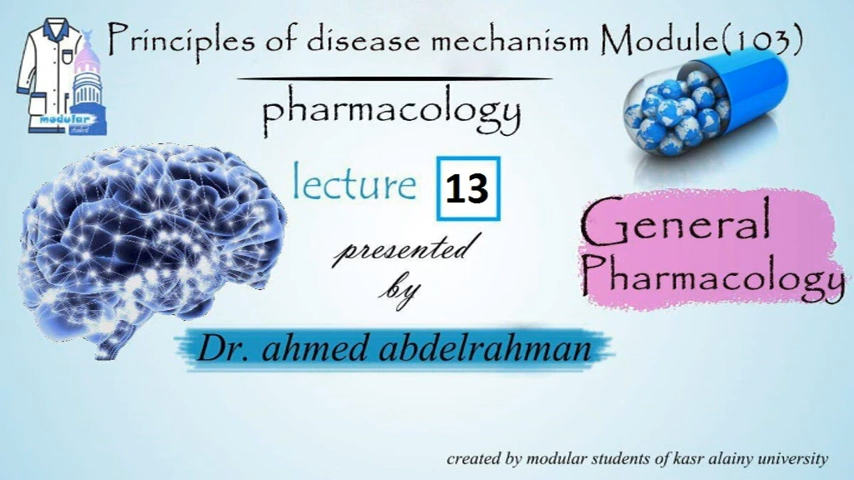 Principles of disease mechanism Module(103)
pharmacology
modular
lecture 13
General
Pharmacology
presented
by
Dr. ahmed abdelrahman
created by modular students of kasr alainy university